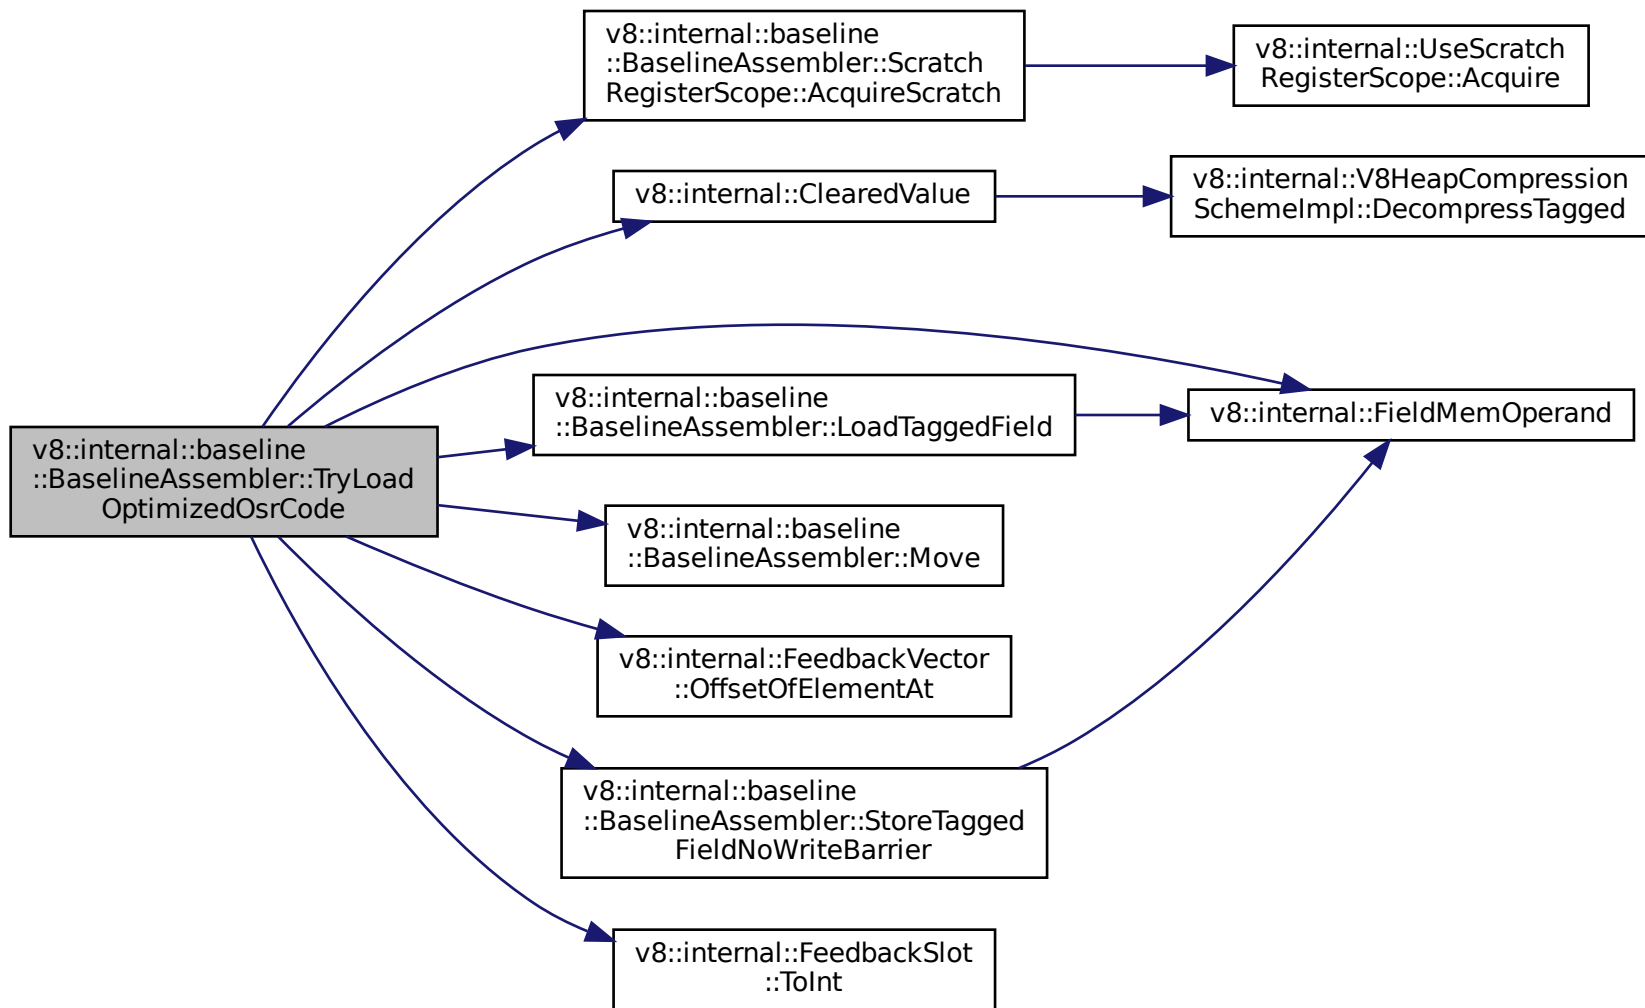 v8::internal::baseline
::BaselineAssembler::TryLoad
OptimizedOsrCode
v8::internal::baseline
::BaselineAssembler::Scratch
RegisterScope::AcquireScratch
v8::internal::UseScratch
RegisterScope::Acquire
v8::internal::ClearedValue
v8::internal::V8HeapCompression
SchemeImpl::DecompressTagged
v8::internal::baseline
::BaselineAssembler::LoadTaggedField
v8::internal::FieldMemOperand
v8::internal::baseline
::BaselineAssembler::Move
v8::internal::FeedbackVector
::OffsetOfElementAt
v8::internal::baseline
::BaselineAssembler::StoreTagged
FieldNoWriteBarrier
v8::internal::FeedbackSlot
::ToInt